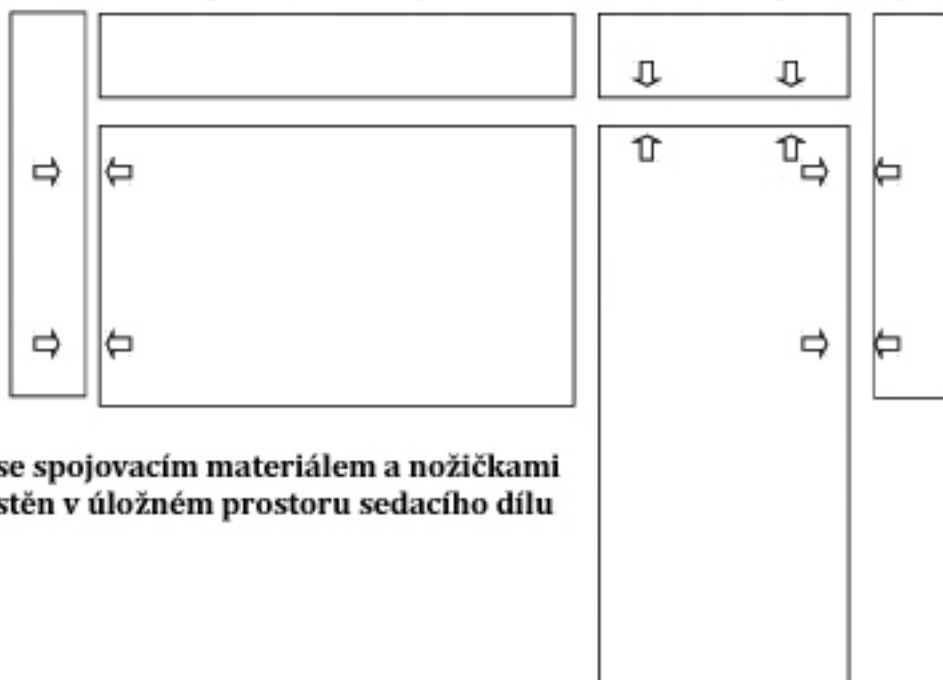 se spojovacím materiálem a nožičkami
stěn v úložném prostoru sedacího dílu